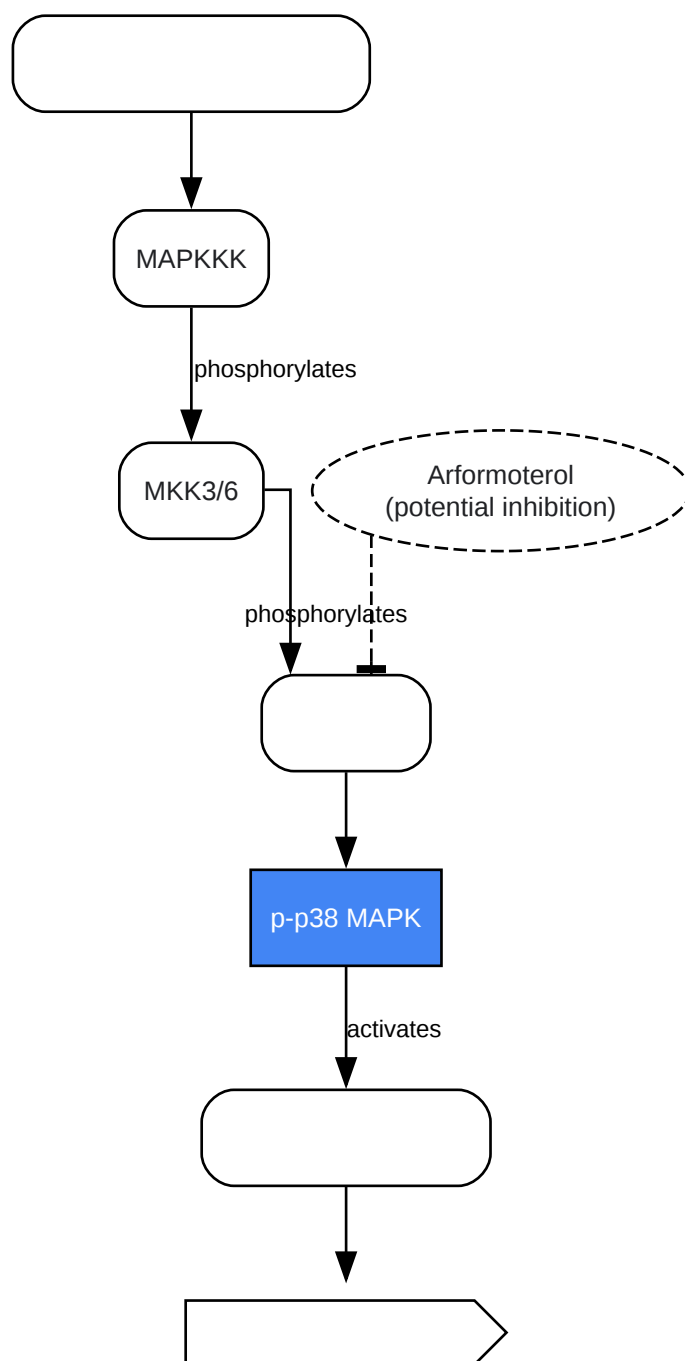 MAPKKK
phosphorylates
MKK3/6
Arformoterol
(potential inhibition)
phosphorylates
p-p38 MAPK
activates